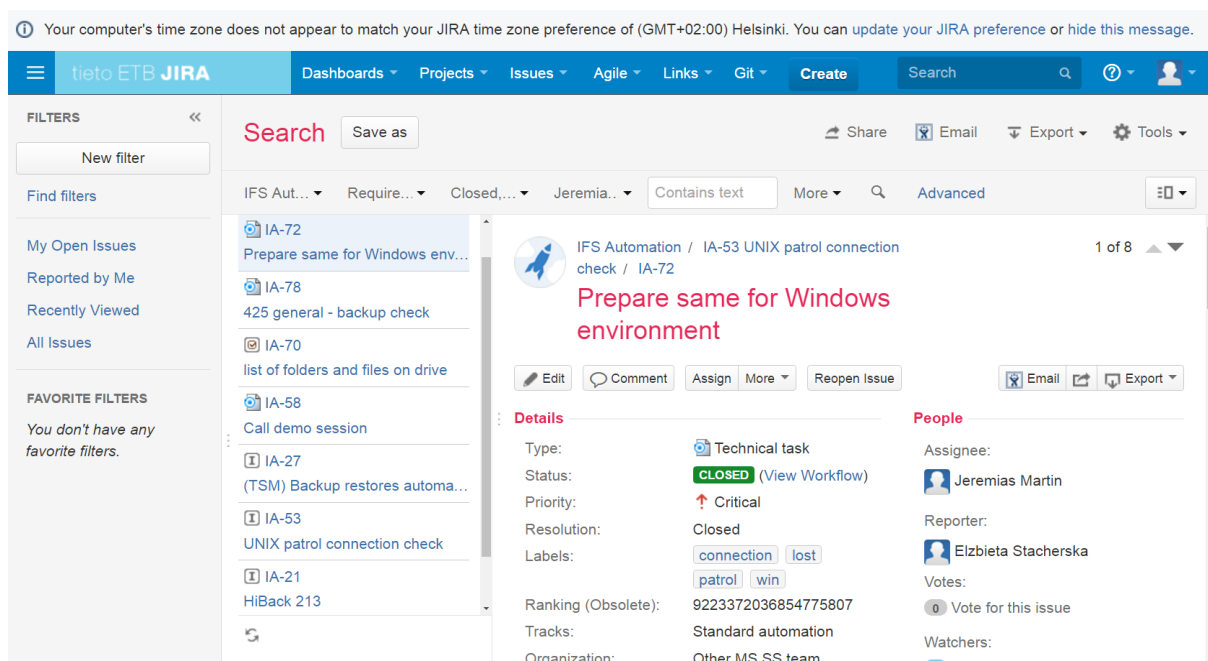 Your computer's time zone does not appear to match your JIRA time zone preference of (GMT+02:00) Helsinki. You can update your JIRA preference or hide this message.
tieto ETB JIRA Dashboards Projects Issues Agile Links Git Create Search
FILTERS
New filter
Find filters
My Open Issues
Reported by Me
Recently Viewed
All Issues
FAVORITE FILTERS
You don't have any
favorite filters.
Search Save as Share Email Export Tools
IFS Aut... Require... Closed,... Jeremia.. Contains text More Advanced
IA-72
Prepare same for Windows env...
IA-78
425 general - backup check
IA-70
list of folders and files on drive
IA-58
Call demo session
IA-27
(TSM) Backup restores automa...
IA-53
UNIX patrol connection check
IA-21
HiBack 213
IFS Automation / IA-53 UNIX patrol connection
check / IA-72
1 of 8
Prepare same for Windows
environment
Edit Comment Assign More Reopen Issue Email Export
Details
Type: Technical task
Status: CLOSED (View Workflow)
Priority: Critical
Resolution: Closed
Labels: connection lost
patrol win
Ranking (Obsolete): 9223372036854775807
Tracks: Standard automation
Organization: Other MS SS team
People
Assignee:
Jeremias Martin
Reporter:
Elzbieta Stacherska
Votes:
0 Vote for this issue
Watchers: